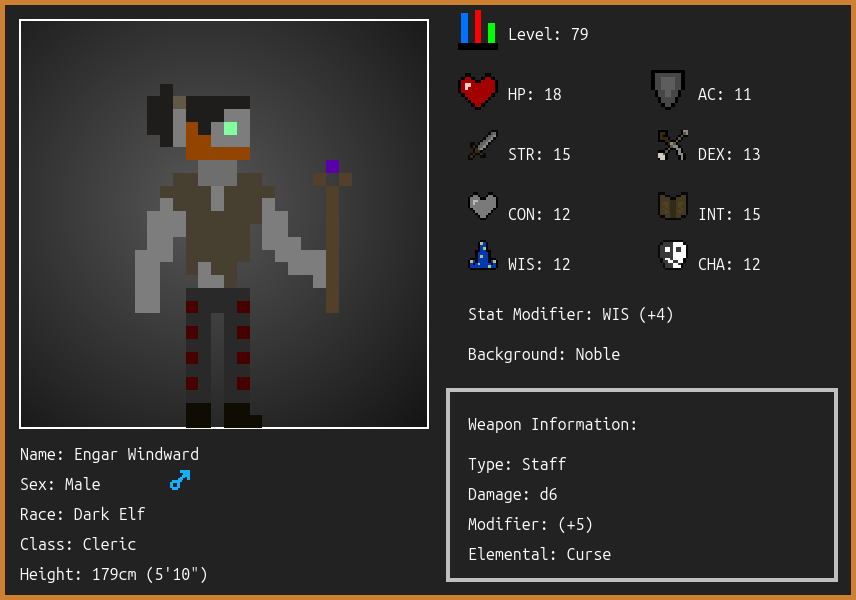 Level: 79
HP: 18
AC: 11
STR: 15
DEX: 13
CON: 12
INT: 15
WIS: 12
CHA: 12
Stat Modifier: WIS (+4)
Background: Noble
Weapon Information:
Type: Staff
Damage: d6
Modifier: (+5)
Elemental: Curse
Name: Engar Windward
Sex: Male
Race: Dark Elf
Class: Cleric
Height: 179cm (5'10")